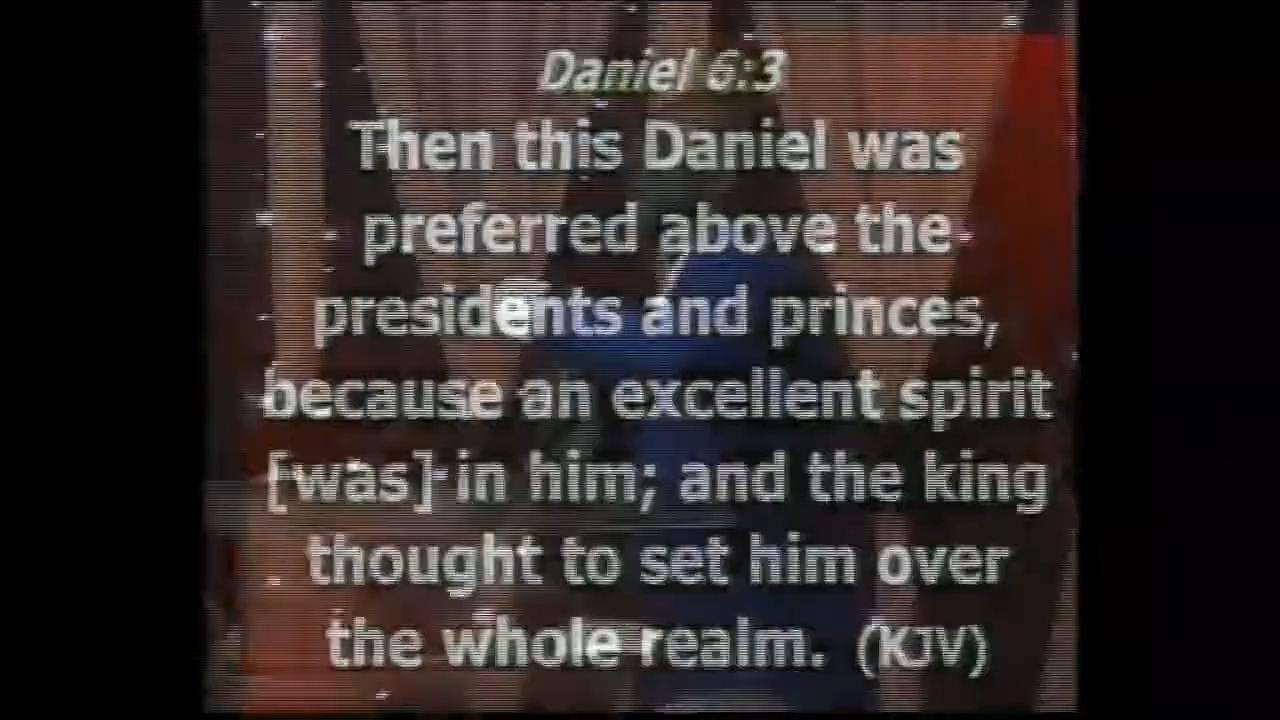 Daniel 6:3
Then this Daniel was
preferred above the
presidents and princes,
because an excellent spirit
[was] in him; and the king
thought to set him over
the whole realm. (KJV)